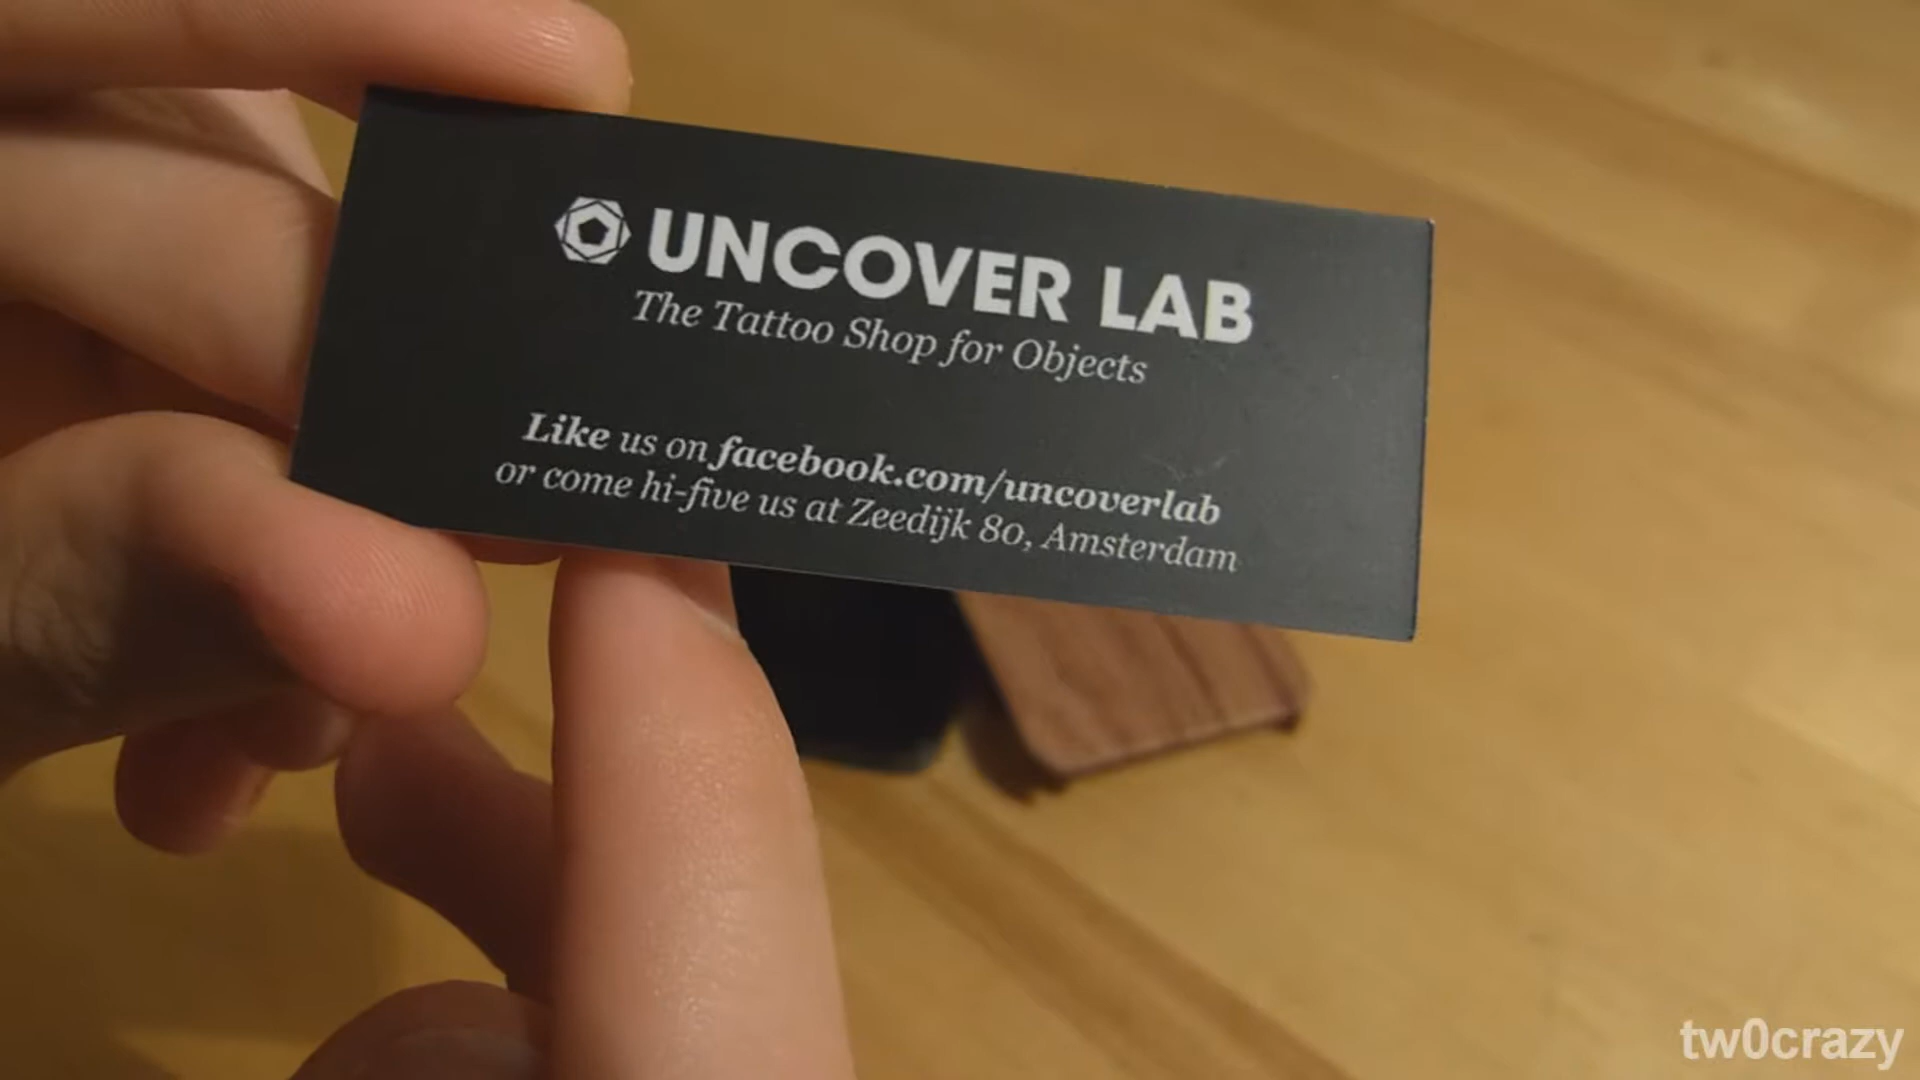 UNCOVER LAB
The Tattoo Shop for Objects
Like us on facebook.com/uncoverlab
or come hi-five us at Zeedijk 80, Amsterdam
tw0crazy